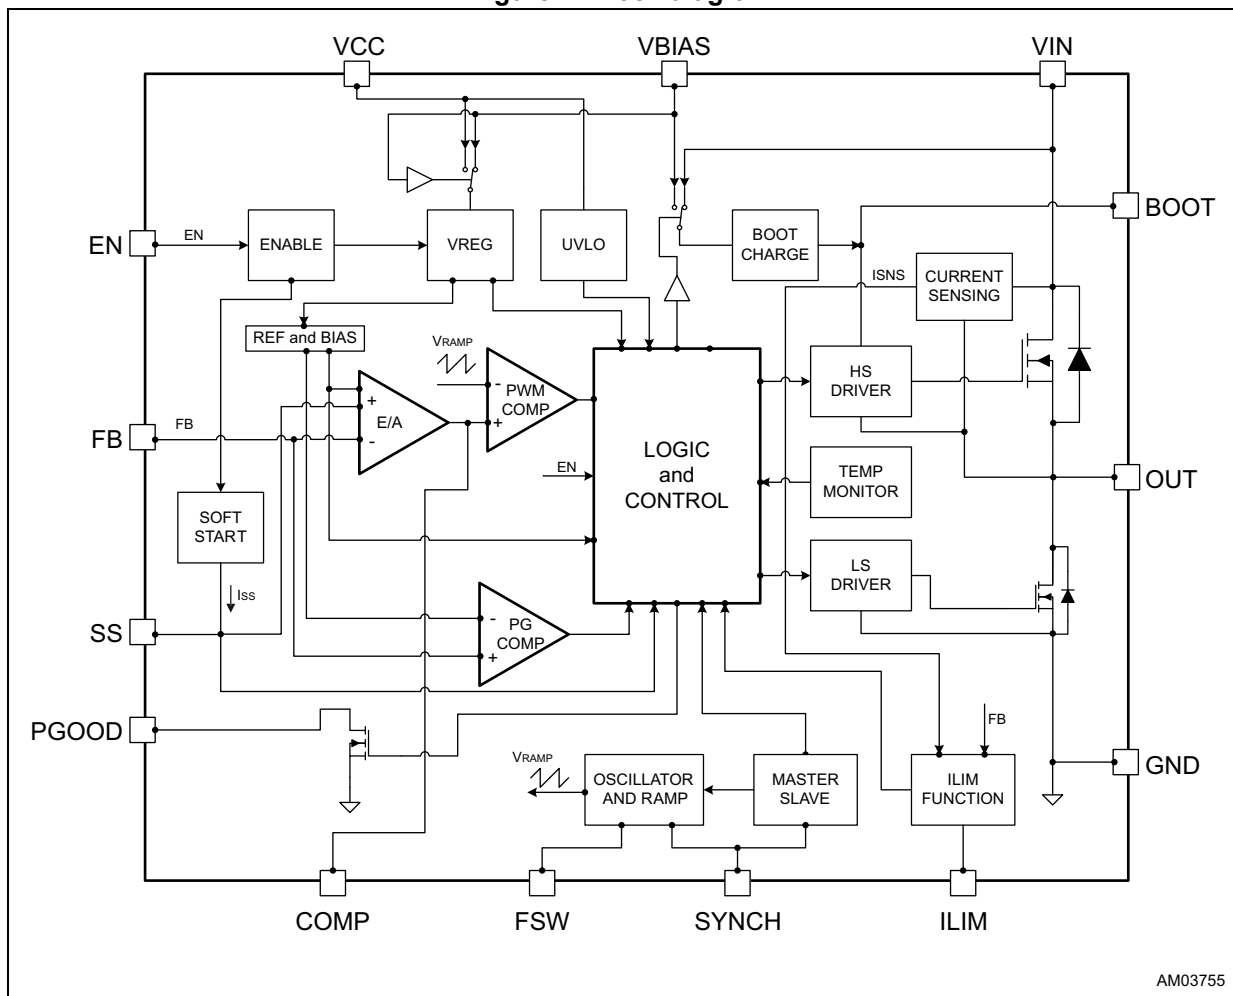 VCC
VBIAS
VIN
BOOT
EN
EN
ENABLE
VREG
UVLO
BOOT
CHARGE
ISNS
CURRENT
SENSING
REF and BIAS
VRAMP
-
PWM
COMP
+
HS
DRIVER
+
E/A
-
FB
FB
LOGIC
and
CONTROL
EN
TEMP
MONITOR
OUT
SOFT
START
LS
DRIVER
ISS
SS
-
PG
COMP
+
PGOOD
FB
VRAMP
OSCILLATOR
AND RAMP
MASTER
SLAVE
ILIM
FUNCTION
GND
COMP
FSW
SYNCH
ILIM
AM03755